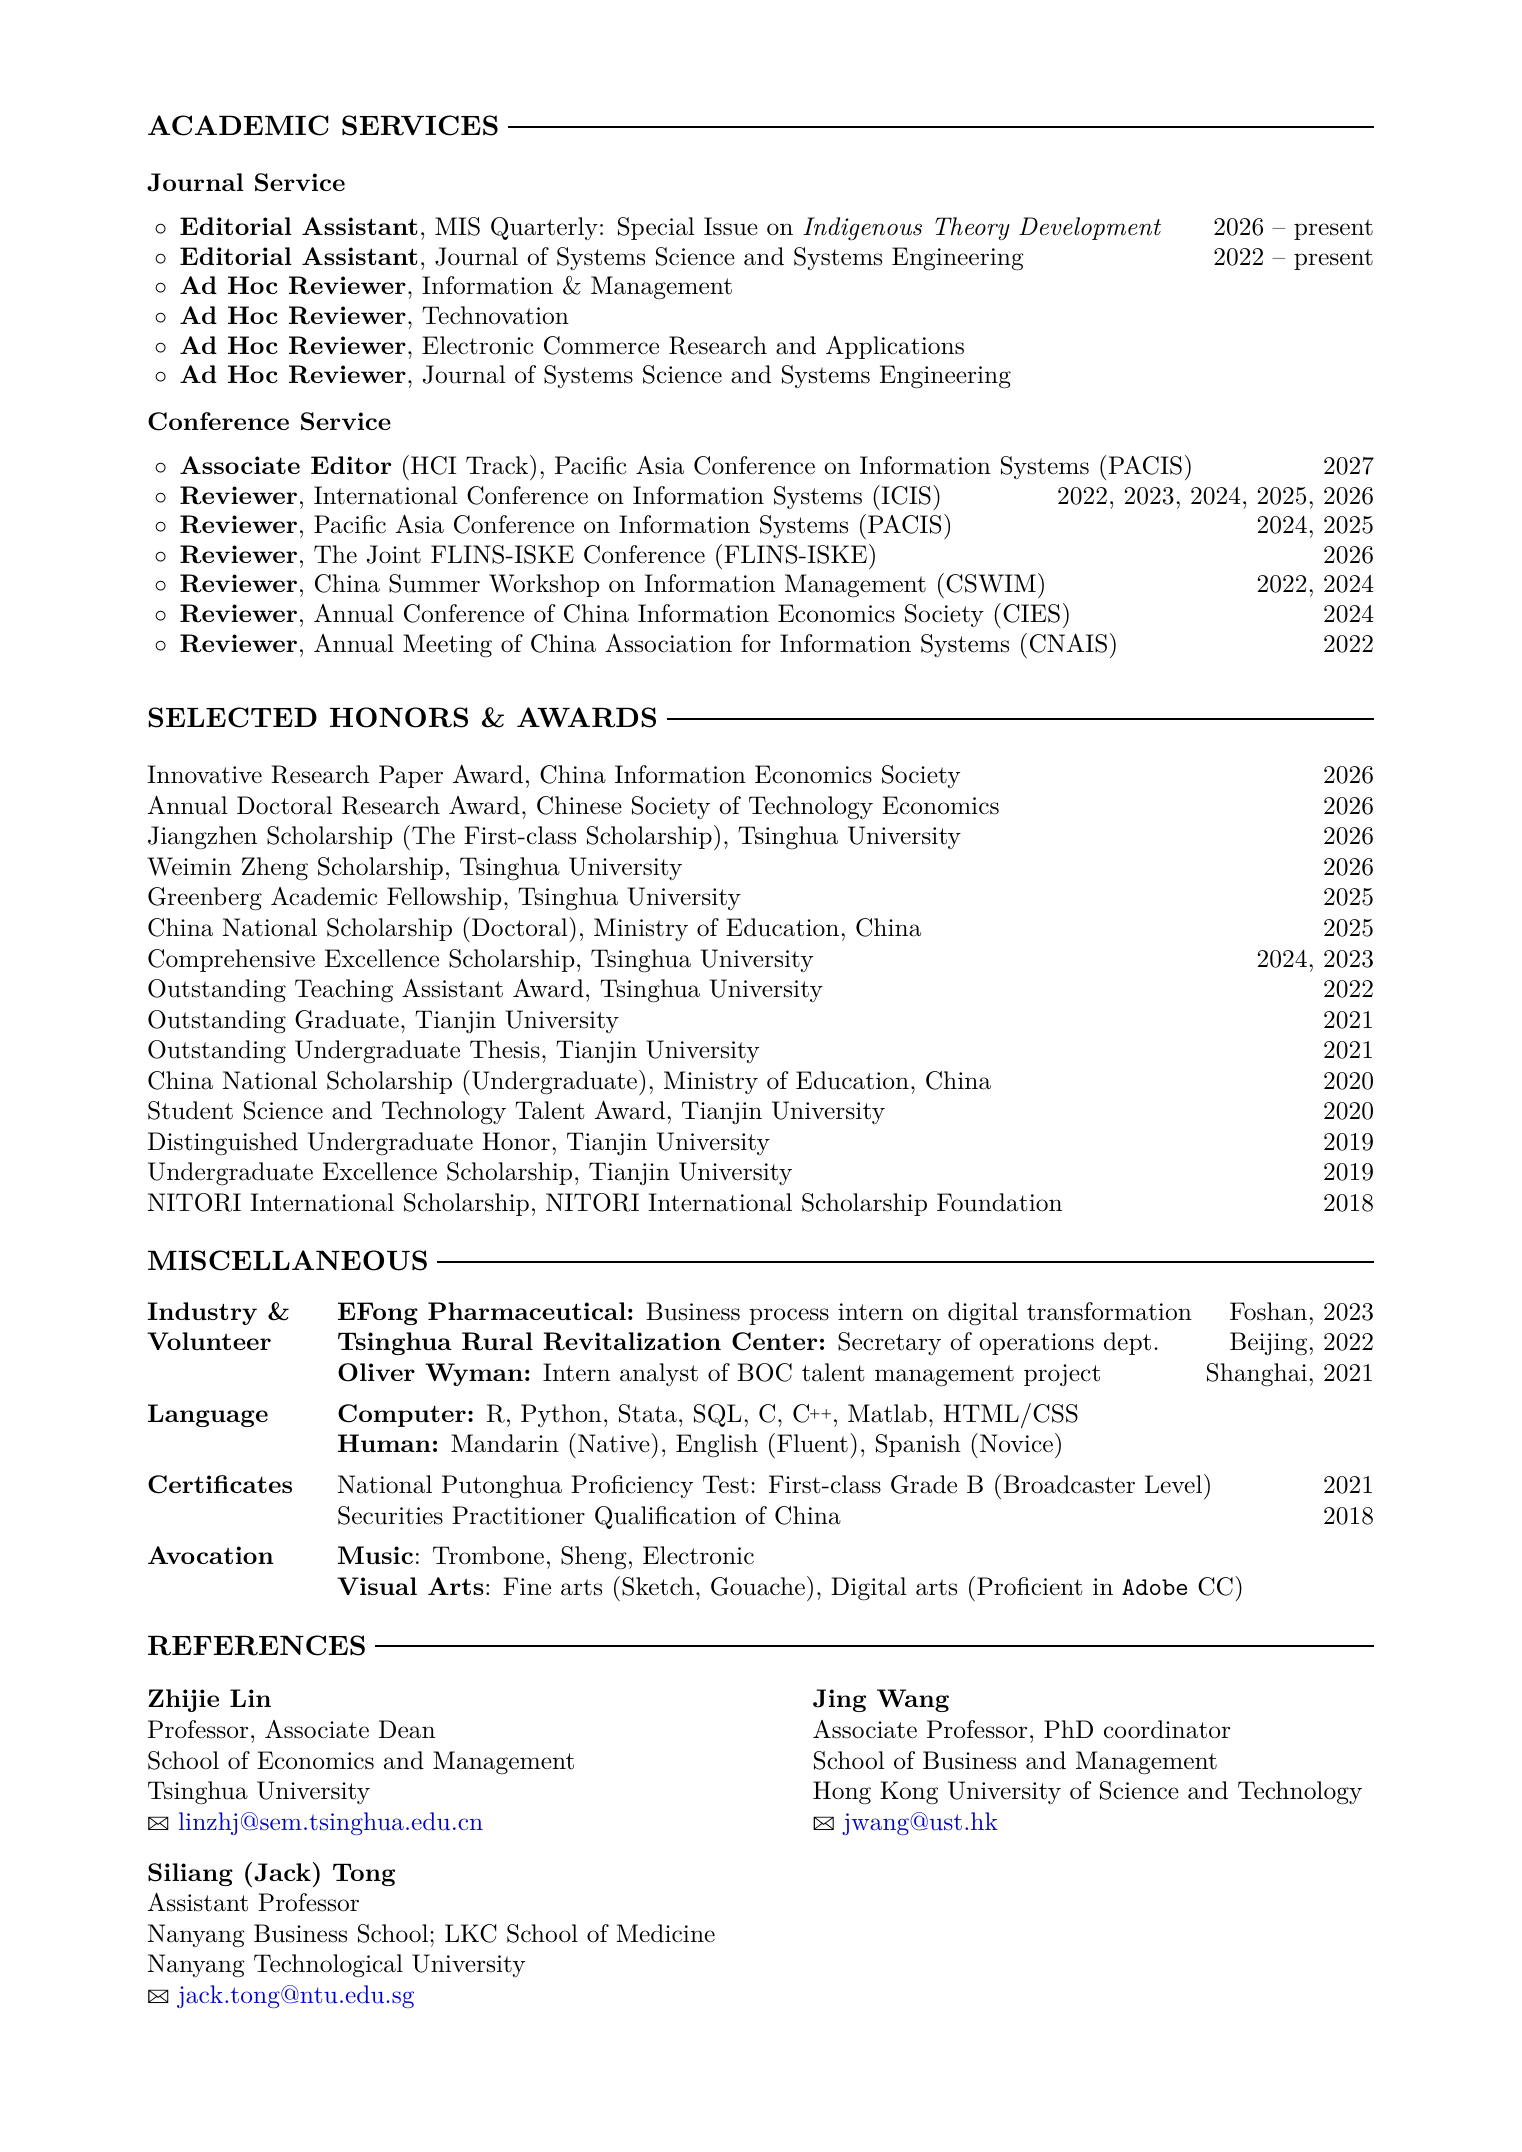 ACADEMIC SERVICES
Journal Service
◦ Editorial Assistant, MIS Quarterly: Special Issue on Indigenous Theory Development 2026 – present
◦ Editorial Assistant, Journal of Systems Science and Systems Engineering 2022 – present
◦ Ad Hoc Reviewer, Information & Management
◦ Ad Hoc Reviewer, Technovation
◦ Ad Hoc Reviewer, Electronic Commerce Research and Applications
◦ Ad Hoc Reviewer, Journal of Systems Science and Systems Engineering
Conference Service
◦ Associate Editor (HCI Track), Pacific Asia Conference on Information Systems (PACIS) 2027
◦ Reviewer, International Conference on Information Systems (ICIS) 2022, 2023, 2024, 2025, 2026
◦ Reviewer, Pacific Asia Conference on Information Systems (PACIS) 2024, 2025
◦ Reviewer, The Joint FLINS-ISKE Conference (FLINS-ISKE) 2026
◦ Reviewer, China Summer Workshop on Information Management (CSWIM) 2022, 2024
◦ Reviewer, Annual Conference of China Information Economics Society (CIES) 2024
◦ Reviewer, Annual Meeting of China Association for Information Systems (CNAIS) 2022
SELECTED HONORS & AWARDS
Innovative Research Paper Award, China Information Economics Society 2026
Annual Doctoral Research Award, Chinese Society of Technology Economics 2026
Jiangzhen Scholarship (The First-class Scholarship), Tsinghua University 2026
Weimin Zheng Scholarship, Tsinghua University 2026
Greenberg Academic Fellowship, Tsinghua University 2025
China National Scholarship (Doctoral), Ministry of Education, China 2025
Comprehensive Excellence Scholarship, Tsinghua University 2024, 2023
Outstanding Teaching Assistant Award, Tsinghua University 2022
Outstanding Graduate, Tianjin University 2021
Outstanding Undergraduate Thesis, Tianjin University 2021
China National Scholarship (Undergraduate), Ministry of Education, China 2020
Student Science and Technology Talent Award, Tianjin University 2020
Distinguished Undergraduate Honor, Tianjin University 2019
Undergraduate Excellence Scholarship, Tianjin University 2019
NITORI International Scholarship, NITORI International Scholarship Foundation 2018
MISCELLANEOUS
Industry & EFong Pharmaceutical: Business process intern on digital transformation Foshan, 2023
Volunteer Tsinghua Rural Revitalization Center: Secretary of operations dept. Beijing, 2022
Oliver Wyman: Intern analyst of BOC talent management project Shanghai, 2021
Language Computer: R, Python, Stata, SQL, C, C++, Matlab, HTML/CSS
Human: Mandarin (Native), English (Fluent), Spanish (Novice)
Certificates National Putonghua Proficiency Test: First-class Grade B (Broadcaster Level) 2021
Securities Practitioner Qualification of China 2018
Avocation Music: Trombone, Sheng, Electronic
Visual Arts: Fine arts (Sketch, Gouache), Digital arts (Proficient in Adobe CC)
REFERENCES
Zhijie Lin
Professor, Associate Dean
School of Economics and Management
Tsinghua University
✉ linzhj@sem.tsinghua.edu.cn
Jing Wang
Associate Professor, PhD coordinator
School of Business and Management
Hong Kong University of Science and Technology
✉ jwang@ust.hk
Siliang (Jack) Tong
Assistant Professor
Nanyang Business School; LKC School of Medicine
Nanyang Technological University
✉ jack.tong@ntu.edu.sg